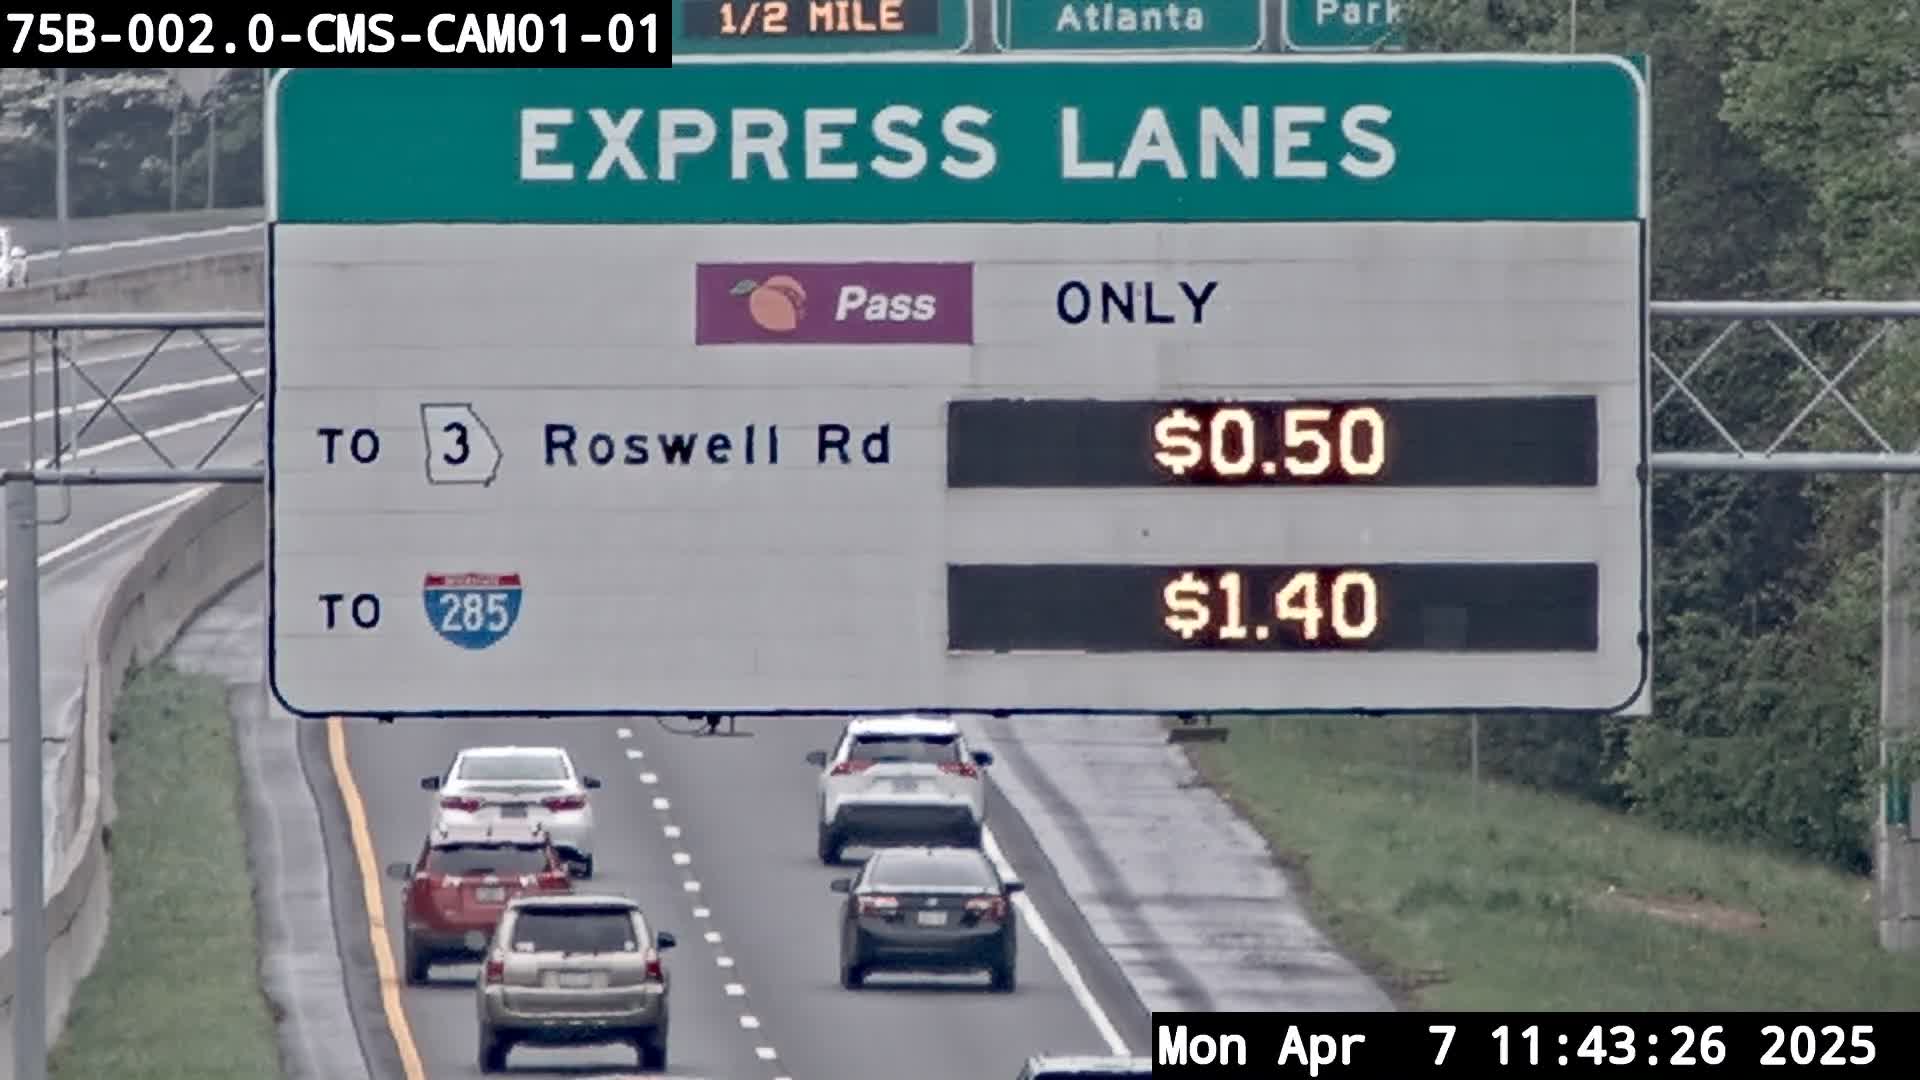 75B-002.0-CMS-CAM01-01
1/2 MILE
Atlanta
Park
EXPRESS LANES
Pass ONLY
TO 3 Roswell Rd $0.50
TO 285 $1.40
Mon Apr 7 11:43:26 2025